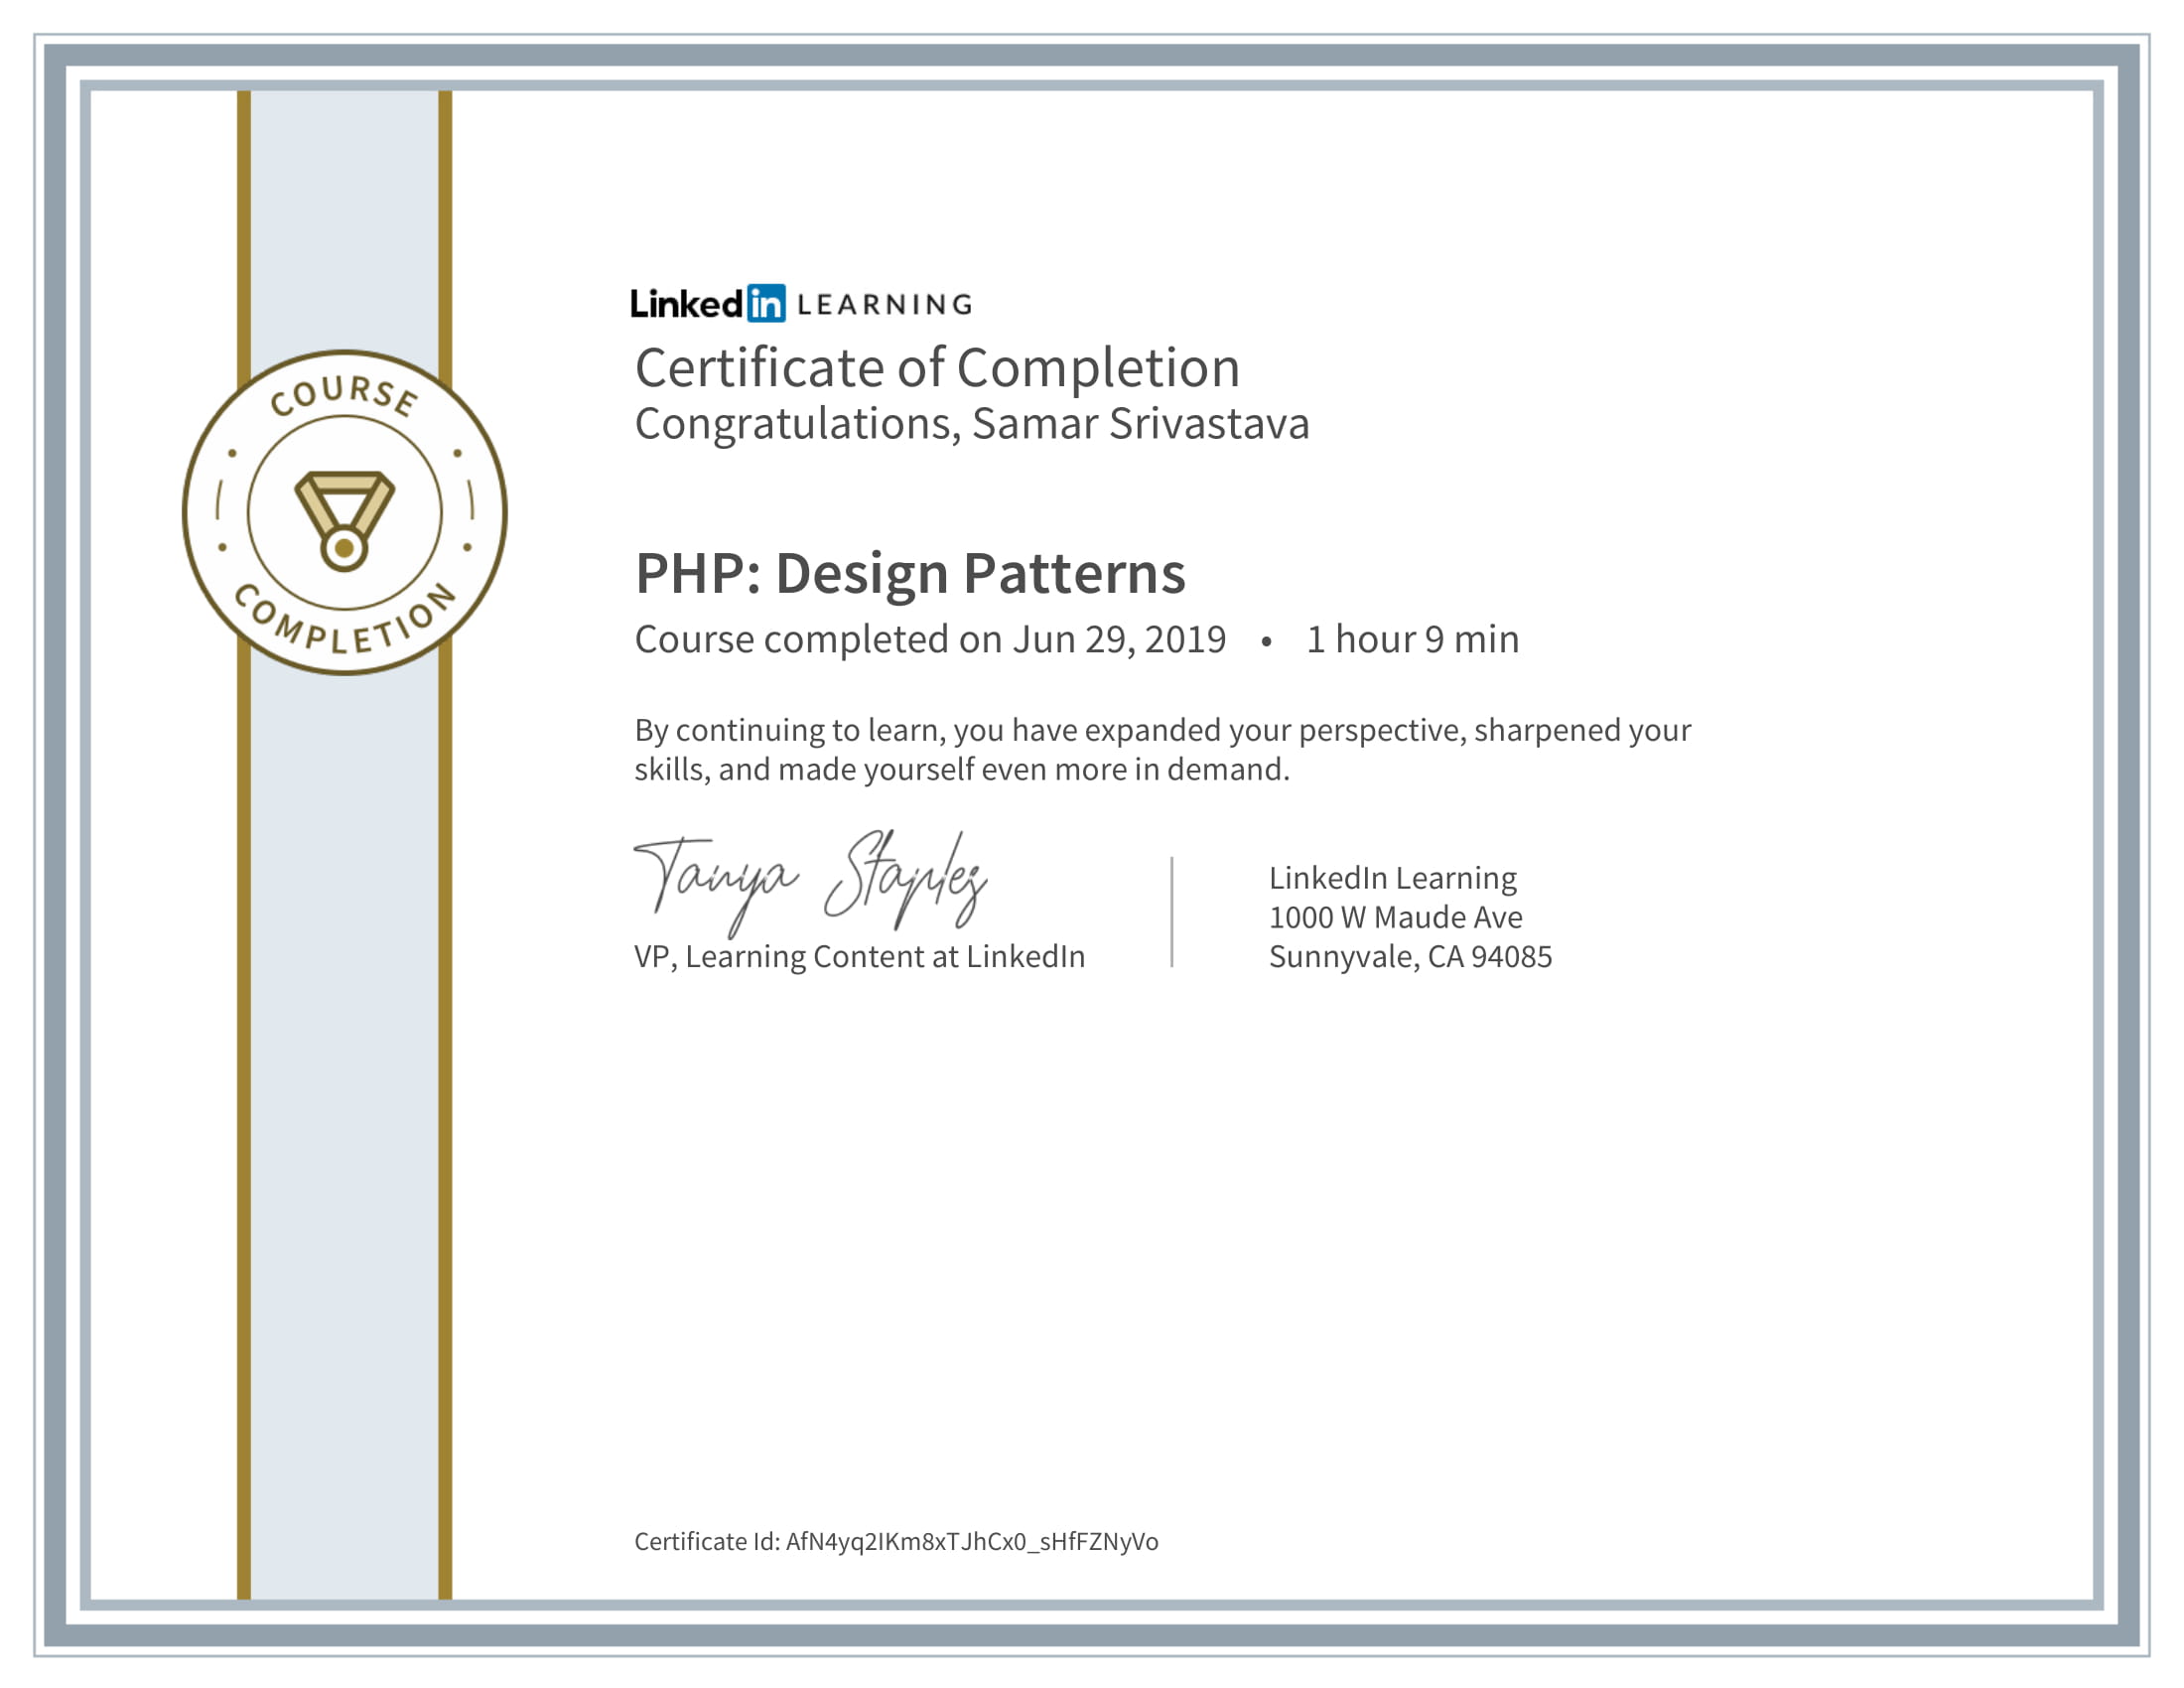 COURSE
COMPLETION
Linked in LEARNING
Certificate of Completion
Congratulations, Samar Srivastava
PHP: Design Patterns
Course completed on Jun 29, 2019 • 1 hour 9 min
By continuing to learn, you have expanded your perspective, sharpened your
skills, and made yourself even more in demand.
Tanya Staples
VP, Learning Content at LinkedIn
LinkedIn Learning
1000 W Maude Ave
Sunnyvale, CA 94085
Certificate Id: AfN4yq2IKm8xTJhCx0_sHfFZNyVo